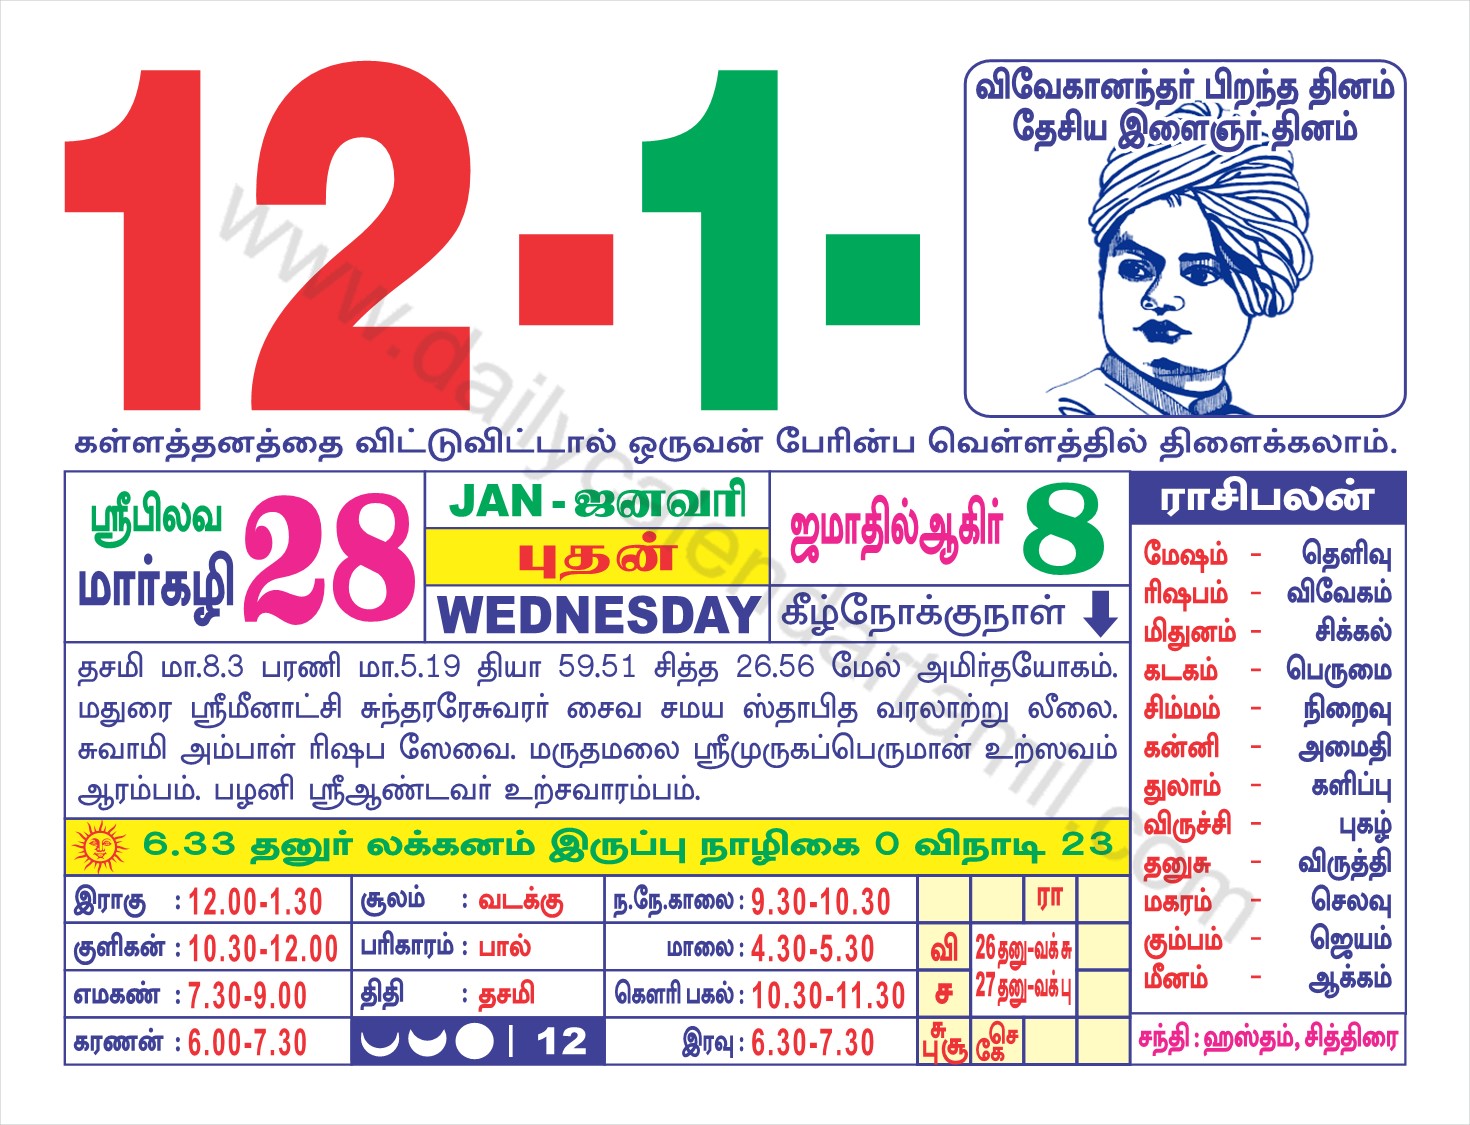 12-1-
விவேகானந்தர் பிறந்த தினம்
தேசிய இளைஞர் தினம்
கள்ளத்தனத்தை விட்டுவிட்டால் ஒருவன் பேரின்ப வெள்ளத்தில் திளைக்கலாம்.
ஸ்ரீபிலவ
மார்கழி 28
JAN - ஜனவரி
புதன்
WEDNESDAY
ஜமாதில்ஆகிர் 8
கீழ்நோக்குநாள்
தசமி மா.8.3 பரணி மா.5.19 தியா 59.51 சித்த 26.56 மேல் அமிர்தயோகம்.
மதுரை ஸ்ரீமீனாட்சி சுந்தரரேசுவரர் சைவ சமய ஸ்தாபித வரலாற்று லீலை.
சுவாமி அம்பாள் ரிஷப ஸேவை. மருதமலை ஸ்ரீமுருகப்பெருமான் உற்ஸவம்
ஆரம்பம். பழனி ஸ்ரீஆண்டவர் உற்சவாரம்பம்.
6.33 தனுர் லக்கனம் இருப்பு நாழிகை 0 விநாடி 23
இராகு : 12.00-1.30
குளிகன் : 10.30-12.00
எமகண் : 7.30-9.00
கரணன் : 6.00-7.30
சூலம் : வடக்கு
பரிகாரம் : பால்
திதி : தசமி
12
ந.நே.காலை : 9.30-10.30
மாலை : 4.30-5.30
கௌரி பகல் : 10.30-11.30
இரவு : 6.30-7.30
ரா
வி 26 தனு-வக்சு
ச 27 தனு-வக்பு
சு
பு சூ
செ
கே
ராசிபலன்
மேஷம் - தெளிவு
ரிஷபம் - விவேகம்
மிதுனம் - சிக்கல்
கடகம் - பெருமை
சிம்மம் - நிறைவு
கன்னி - அமைதி
துலாம் - களிப்பு
விருச்சி - புகழ்
தனுசு - விருத்தி
மகரம் - செலவு
கும்பம் - ஜெயம்
மீனம் - ஆக்கம்
சந்தி : ஹஸ்தம், சித்திரை
www.dailycalendartamil.com